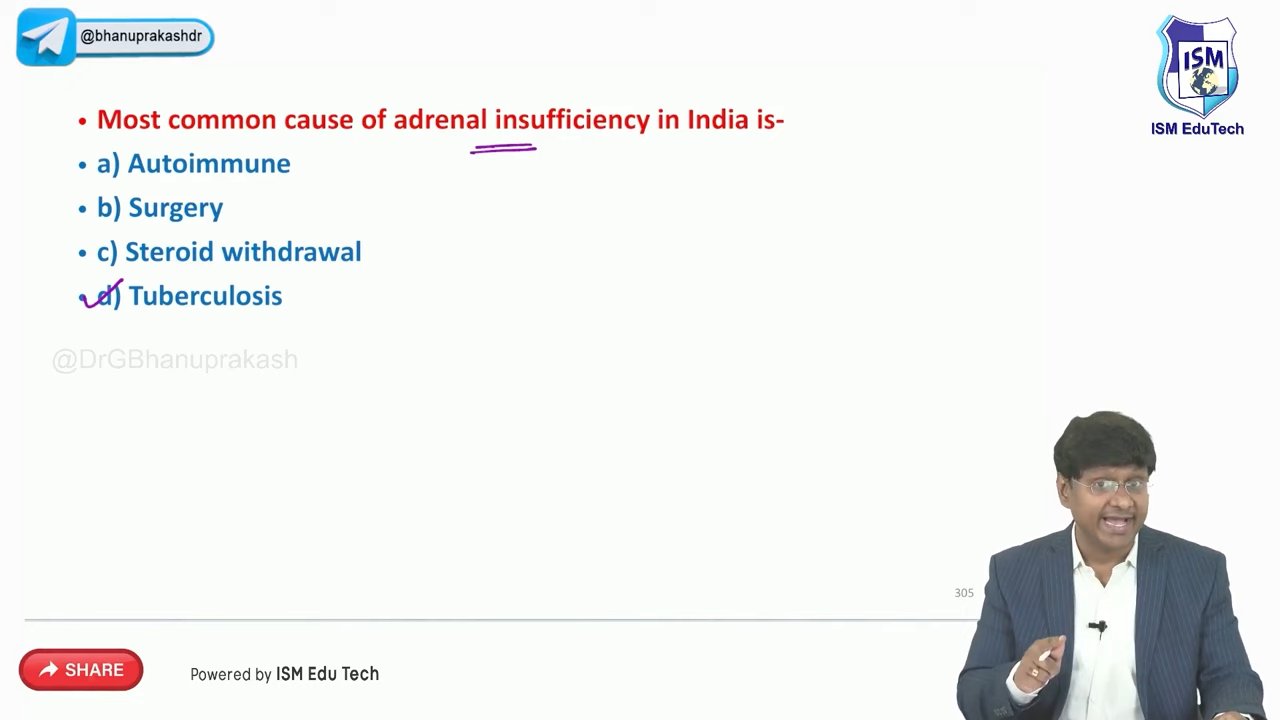 @bhanuprakashdr
ISM
ISM EduTech
• Most common cause of adrenal insufficiency in India is-
• a) Autoimmune
• b) Surgery
• c) Steroid withdrawal
• d) Tuberculosis
@DrGBhanuprakash
305
SHARE
Powered by ISM Edu Tech